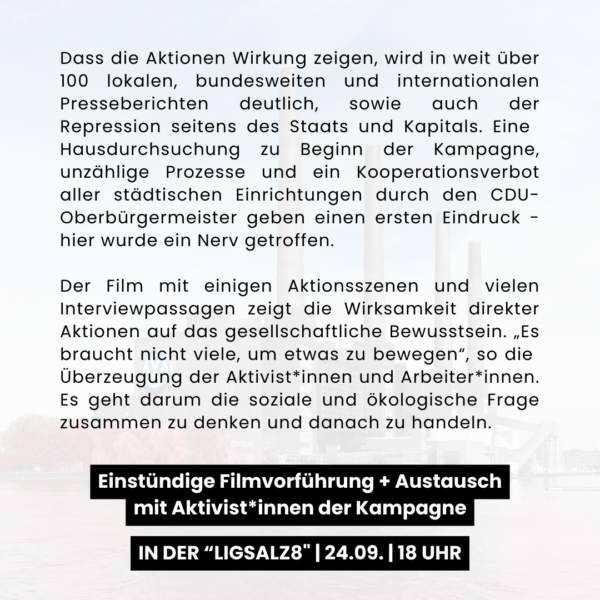 Dass die Aktionen Wirkung zeigen, wird in weit über
100 lokalen, bundesweiten und internationalen
Presseberichten deutlich, sowie auch der
Repression seitens des Staats und Kapitals. Eine
Hausdurchsuchung zu Beginn der Kampagne,
unzählige Prozesse und ein Kooperationsverbot
aller städtischen Einrichtungen durch den CDU-
Oberbürgermeister geben einen ersten Eindruck -
hier wurde ein Nerv getroffen.
Der Film mit einigen Aktionsszenen und vielen
Interviewpassagen zeigt die Wirksamkeit direkter
Aktionen auf das gesellschaftliche Bewusstsein. „Es
braucht nicht viele, um etwas zu bewegen“, so die
Überzeugung der Aktivist*innen und Arbeiter*innen.
Es geht darum die soziale und ökologische Frage
zusammen zu denken und danach zu handeln.
Einstündige Filmvorführung + Austausch
mit Aktivist*innen der Kampagne
IN DER “LIGSALZ8" | 24.09. | 18 UHR